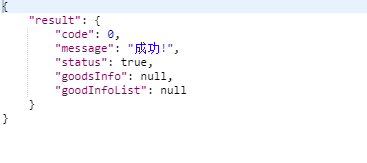 {
    "result": {
        "code": 0,
        "message": "成功!",
        "status": true,
        "goodsInfo": null,
        "goodInfoList": null
    }
}